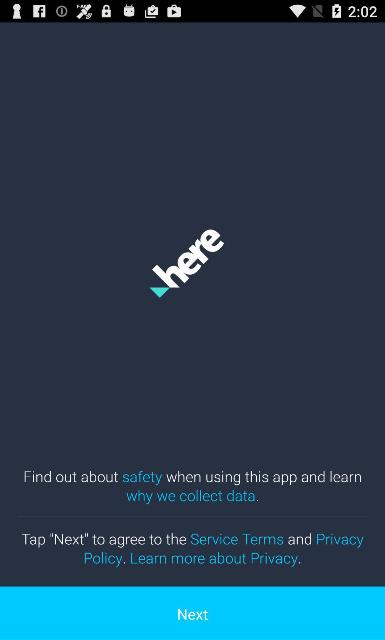 2:02
here
Find out about safety when using this app and learn
why we collect data.
Tap "Next" to agree to the Service Terms and Privacy
Policy. Learn more about Privacy.
Next